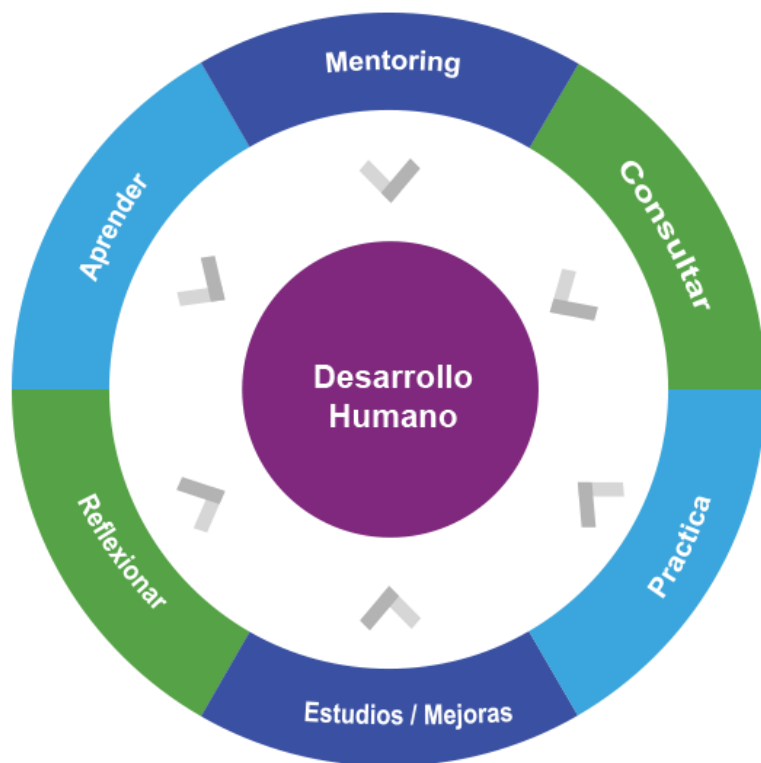 Mentoring
Consultar
Practica
Estudios / Mejoras
Reflexionar
Aprender
Desarrollo
Humano